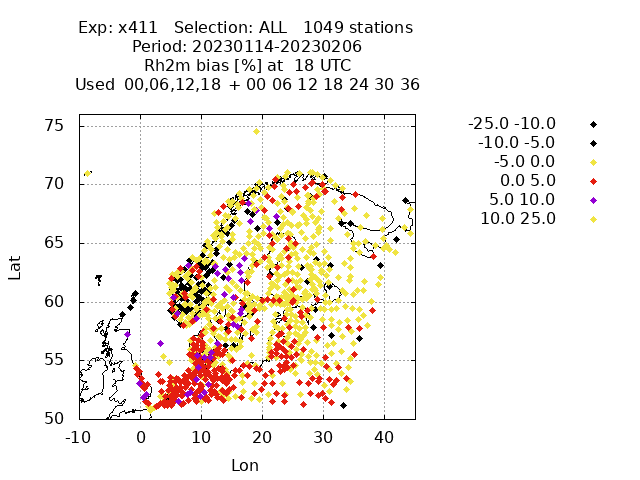 Exp: x411   Selection: ALL   1049 stations
Period: 20230114-20230206
Rh2m bias [%] at  18 UTC
Used  00,06,12,18  + 00 06 12 18 24 30 36
-25.0 -10.0
-10.0 -5.0
-5.0 0.0
0.0 5.0
5.0 10.0
10.0 25.0
75
70
65
60
55
50
Lat
-10 0 10 20 30 40
Lon